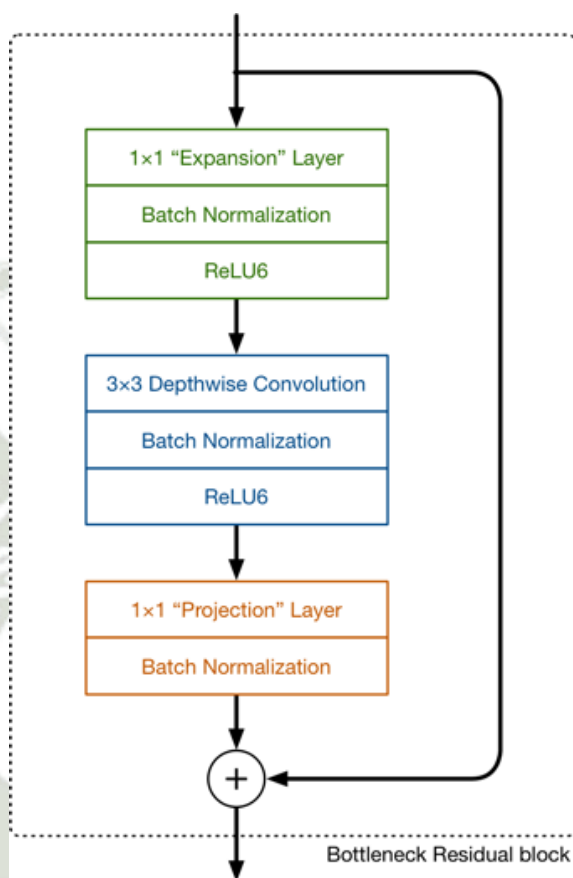 1×1 “Expansion” Layer
Batch Normalization
ReLU6
3×3 Depthwise Convolution
Batch Normalization
ReLU6
1×1 “Projection” Layer
Batch Normalization
+
Bottleneck Residual block